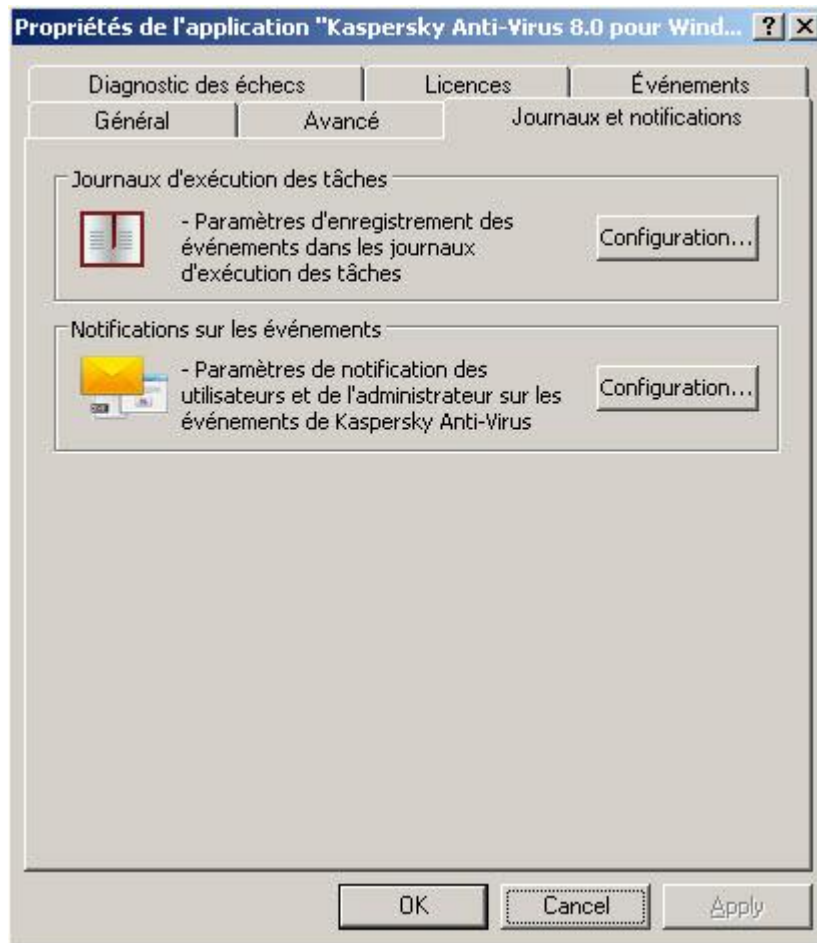 Propriétés de l'application "Kaspersky Anti-Virus 8.0 pour Wind...
Diagnostic des échecs
Licences
Événements
Général
Avancé
Journaux et notifications
Journaux d'exécution des tâches
- Paramètres d'enregistrement des
événements dans les journaux
d'exécution des tâches
Configuration...
Notifications sur les événements
- Paramètres de notification des
utilisateurs et de l'administrateur sur les
événements de Kaspersky Anti-Virus
Configuration...
OK
Cancel
Apply